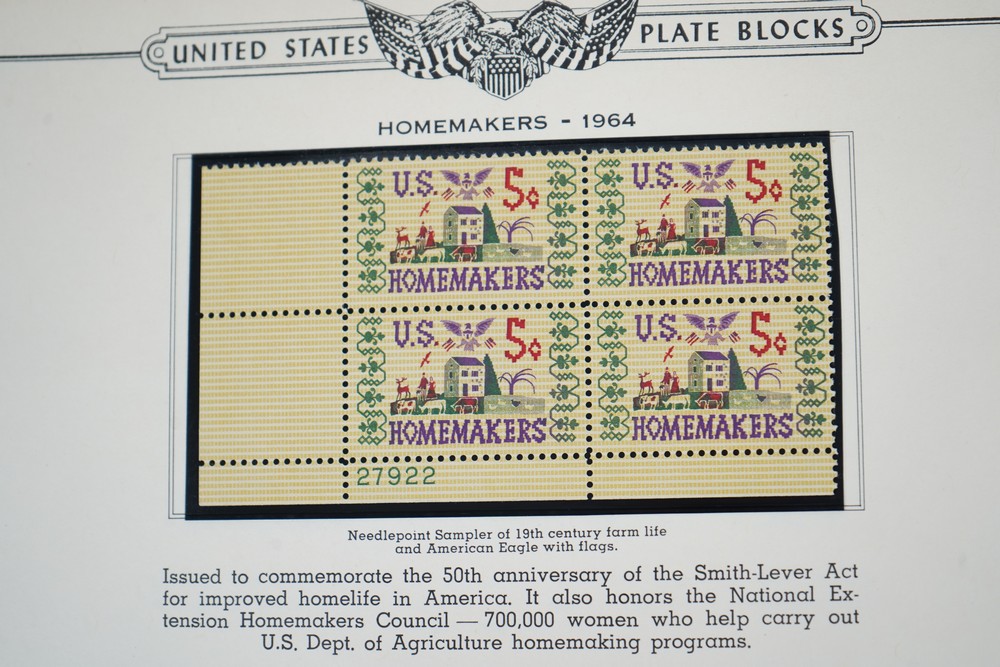 UNITED STATES PLATE BLOCKS
HOMEMAKERS - 1964
U.S. 5¢ U.S. 5¢
HOMEMAKERS HOMEMAKERS
U.S. 5¢ U.S. 5¢
HOMEMAKERS HOMEMAKERS
27922
Needlepoint Sampler of 19th century farm life
and American Eagle with flags.
Issued to commemorate the 50th anniversary of the Smith-Lever Act
for improved homelife in America. It also honors the National Ex-
tension Homemakers Council — 700,000 women who help carry out
U.S. Dept. of Agriculture homemaking programs.